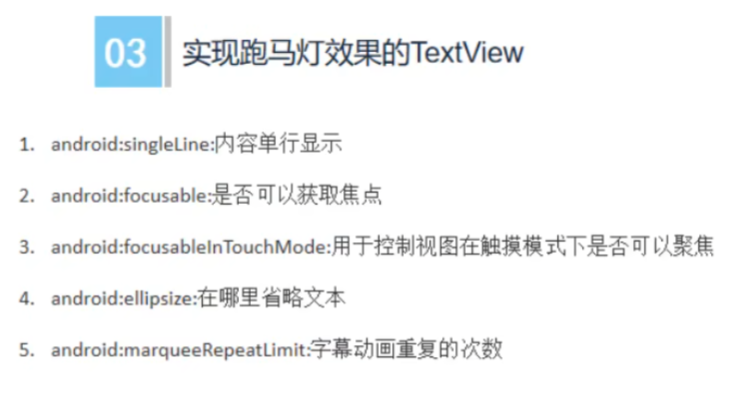 03 实现跑马灯效果的TextView
1. android:singleLine:内容单行显示
2. android:focusable:是否可以获取焦点
3. android:focusableInTouchMode:用于控制视图在触摸模式下是否可以聚焦
4. android:ellipsize:在哪里省略文本
5. android:marqueeRepeatLimit:字幕动画重复的次数